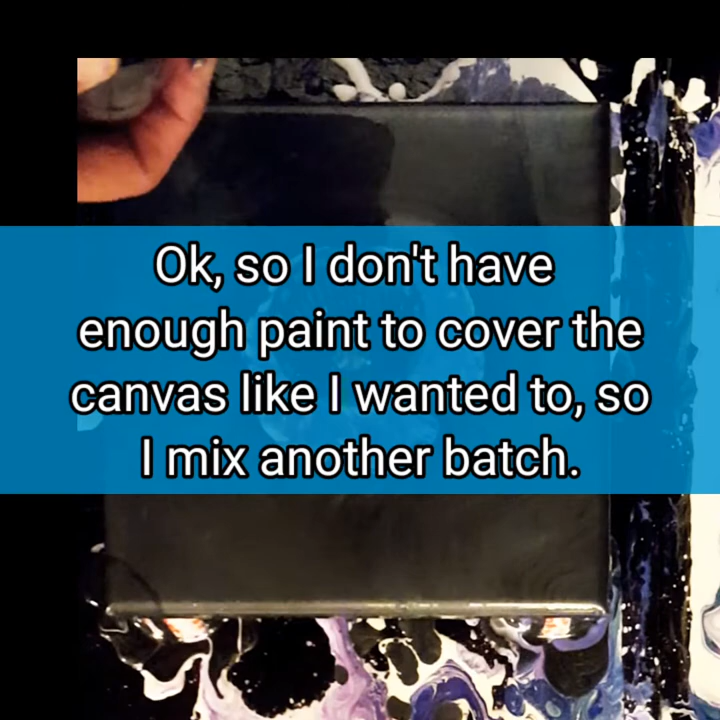 Ok, so I don't have
enough paint to cover the
canvas like I wanted to, so
I mix another batch.